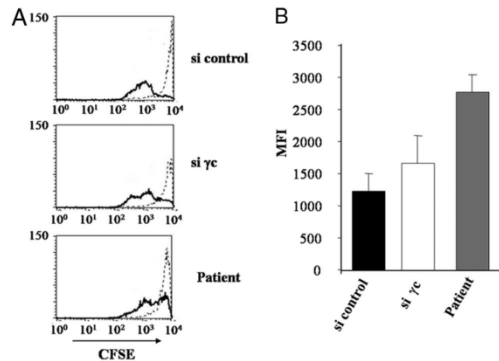 A
B
150
si control
10⁰ 10¹ 10² 10³ 10⁴
150
si γc
10⁰ 10¹ 10² 10³ 10⁴
150
Patient
10⁰ 10¹ 10² 10³ 10⁴
CFSE
MFI
3500
3000
2500
2000
1500
1000
500
0
si control
si γc
Patient